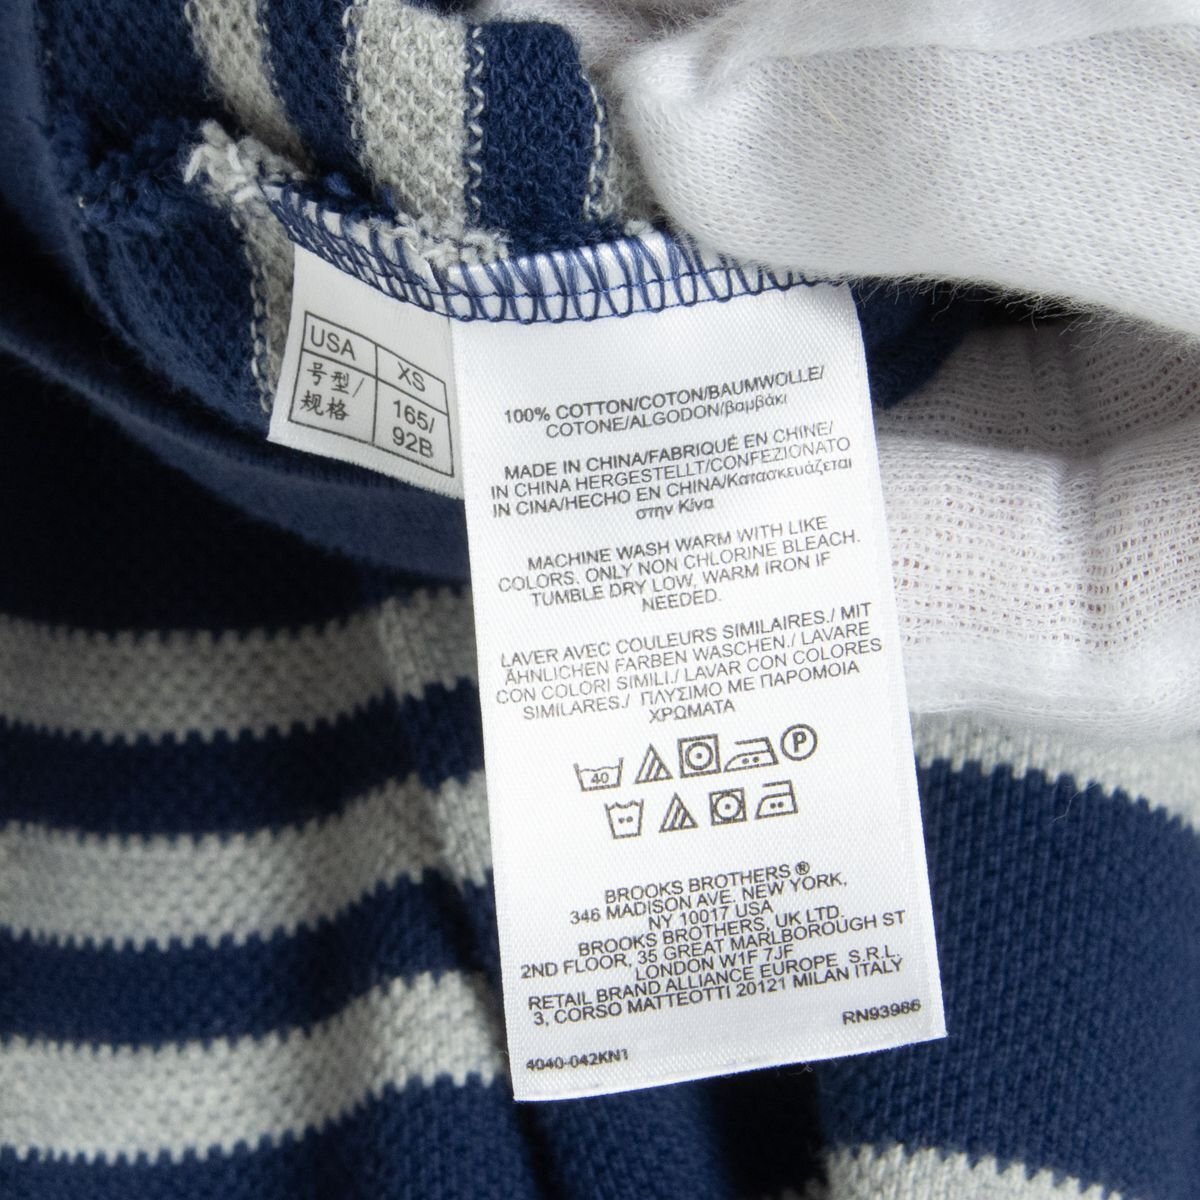 USA XS
号型/
规格 165/
92B
100% COTTON/COTON/BAUMWOLLE/
COTONE/ALGODON/βαμβάκι
MADE IN CHINA/FABRIQUÉ EN CHINE/
IN CHINA HERGESTELLT/CONFEZIONATO
IN CINA/HECHO EN CHINA/Κατασκευάζεται
στην Κίνα
MACHINE WASH WARM WITH LIKE
COLORS. ONLY NON CHLORINE BLEACH.
TUMBLE DRY LOW, WARM IRON IF
NEEDED.
LAVER AVEC COULEURS SIMILAIRES./ MIT
ÄHNLICHEN FARBEN WASCHEN./ LAVARE
CON COLORI SIMILI./ LAVAR CON COLORES
SIMILARES./ ΠΛΥΣΙΜΟ ΜΕ ΠΑΡΟΜΟΙΑ
ΧΡΩΜΑΤΑ
40 P
BROOKS BROTHERS ®
346 MADISON AVE. NEW YORK,
NY 10017 USA
BROOKS BROTHERS, UK LTD.
2ND FLOOR, 35 GREAT MARLBOROUGH ST
LONDON W1F 7JF
RETAIL BRAND ALLIANCE EUROPE S.R.L.
3, CORSO MATTEOTTI 20121 MILAN ITALY
RN93986
4040-042KN1